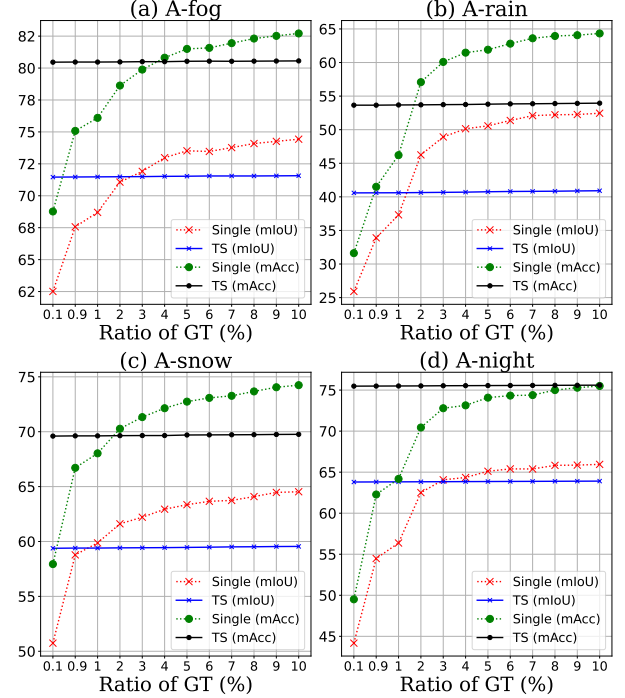 (a) A-fog
82
80
78
75
72
70
68
65
62
Single (mIoU)
TS (mIoU)
Single (mAcc)
TS (mAcc)
0.1 0.9 1 2 3 4 5 6 7 8 9 10
Ratio of GT (%)
(b) A-rain
65
60
55
50
45
40
35
30
25
Single (mIoU)
TS (mIoU)
Single (mAcc)
TS (mAcc)
0.1 0.9 1 2 3 4 5 6 7 8 9 10
Ratio of GT (%)
(c) A-snow
75
70
65
60
55
50
Single (mIoU)
TS (mIoU)
Single (mAcc)
TS (mAcc)
0.1 0.9 1 2 3 4 5 6 7 8 9 10
Ratio of GT (%)
(d) A-night
75
70
65
60
55
50
45
Single (mIoU)
TS (mIoU)
Single (mAcc)
TS (mAcc)
0.1 0.9 1 2 3 4 5 6 7 8 9 10
Ratio of GT (%)